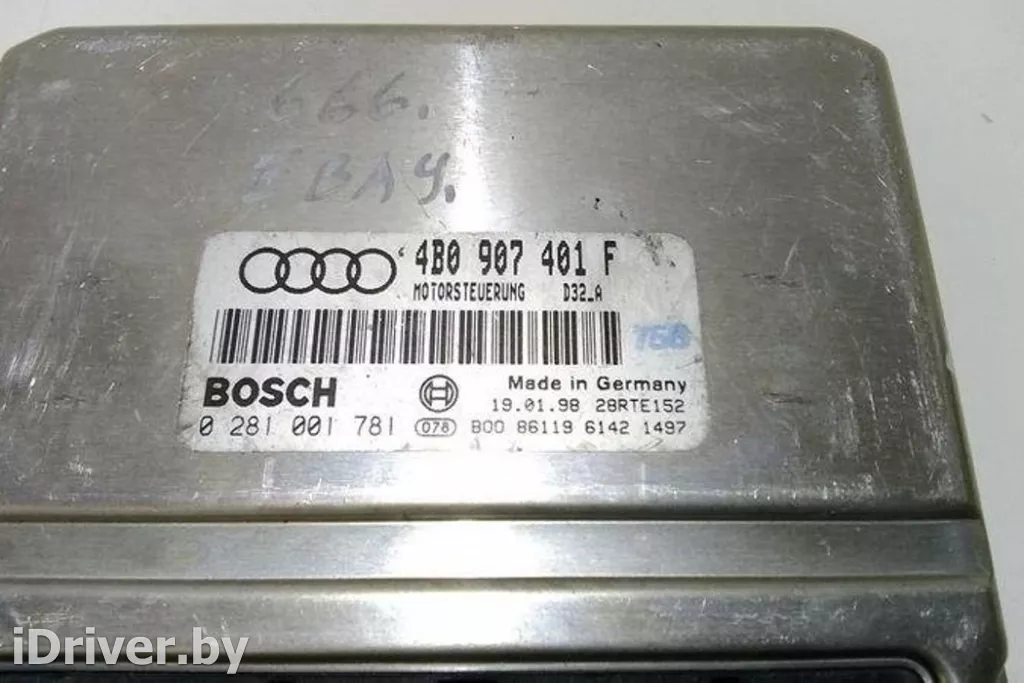 666.
EBAY.
4B0 907 401 F
MOTORSTEUERUNG D32_A
TGB
BOSCH
Made in Germany
19.01.98 28RTE152
0 281 001 781 078 B00 86119 6142 1497
iDriver.by